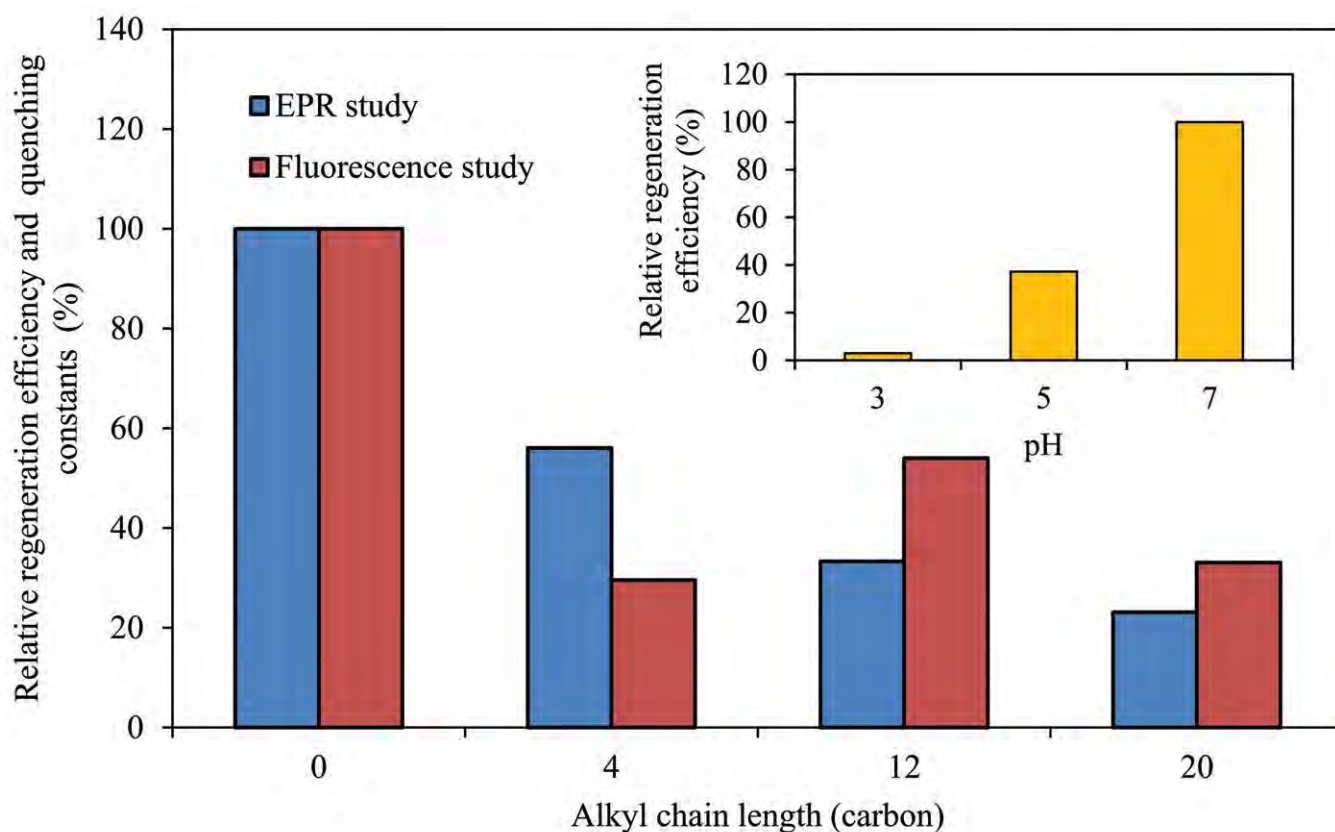 Relative regeneration efficiency and quenching
constants (%)
140
120
100
80
60
40
20
0
EPR study
Fluorescence study
Relative regeneration
efficiency (%)
120
100
80
60
40
20
0
3 5 7
pH
0 4 12 20
Alkyl chain length (carbon)